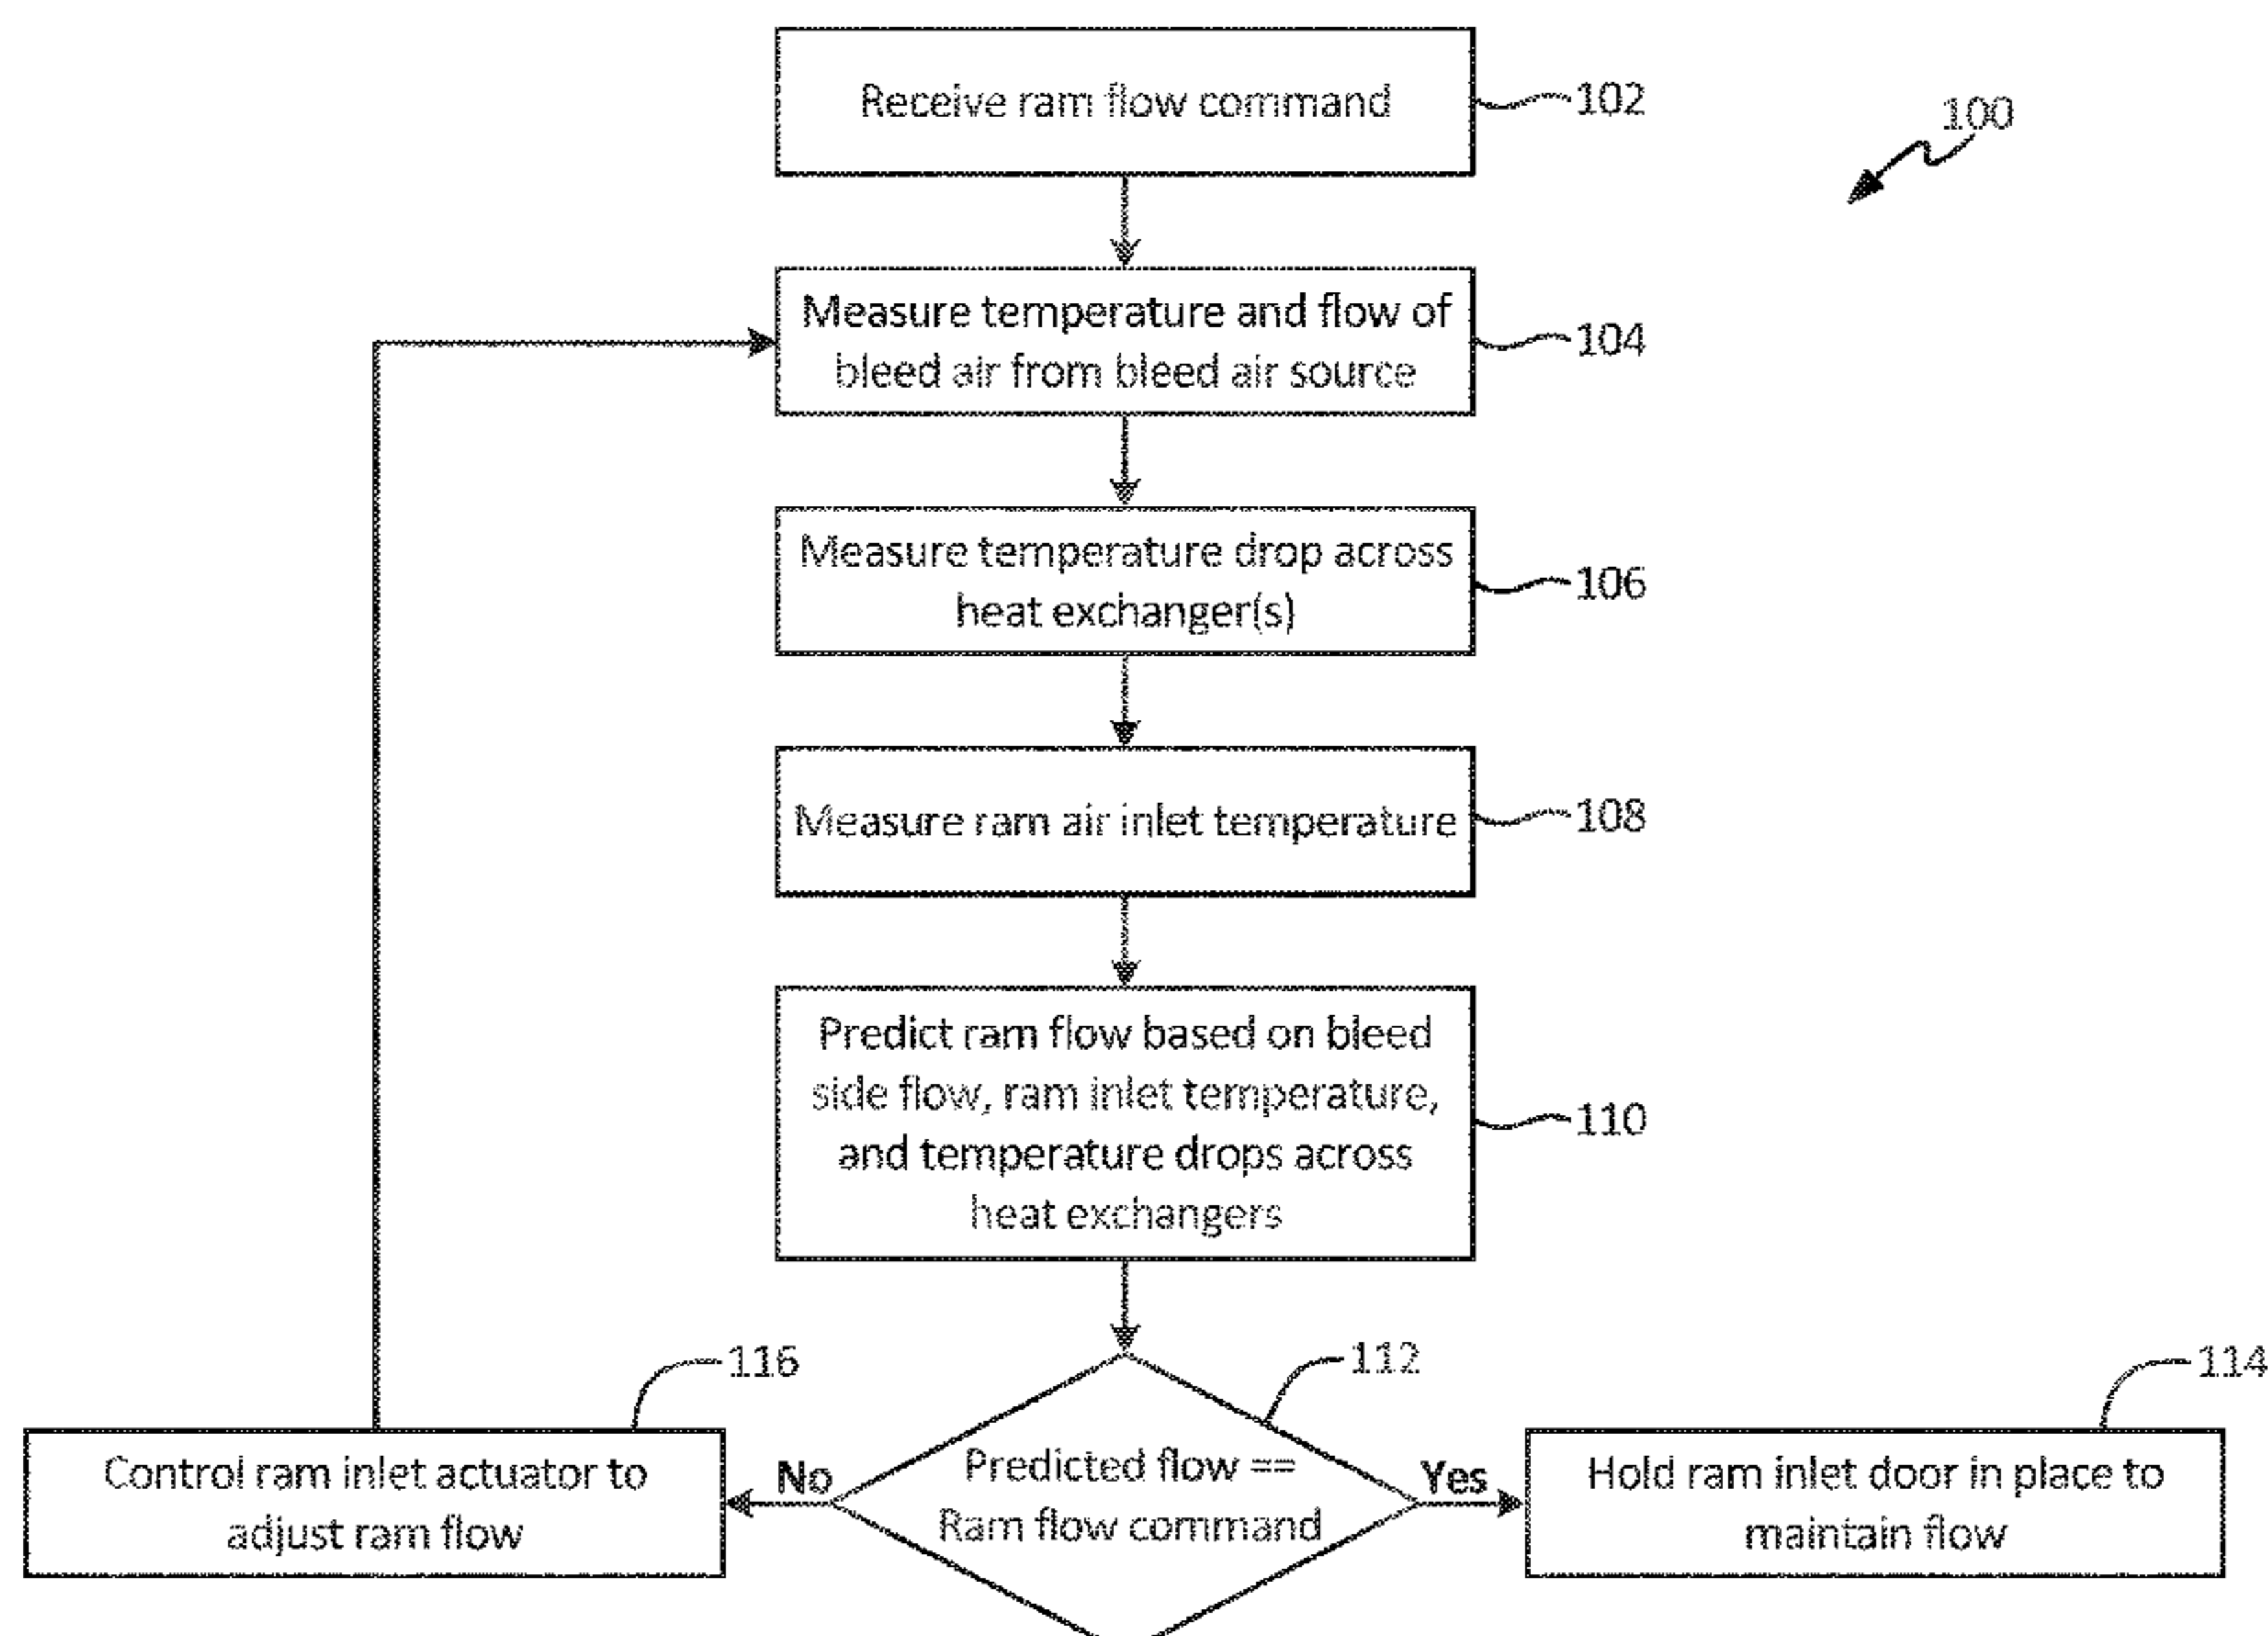 Receive ram flow command
102
100
Measure temperature and flow of
bleed air from bleed air source
104
Measure temperature drop across
heat exchanger(s)
106
Measure ram air inlet temperature
108
Predict ram flow based on bleed
side flow, ram inlet temperature,
and temperature drops across
heat exchangers
110
116
112
114
Control ram inlet actuator to
adjust ram flow
No
Predicted flow ==
Ram flow command
Yes
Hold ram inlet door in place to
maintain flow